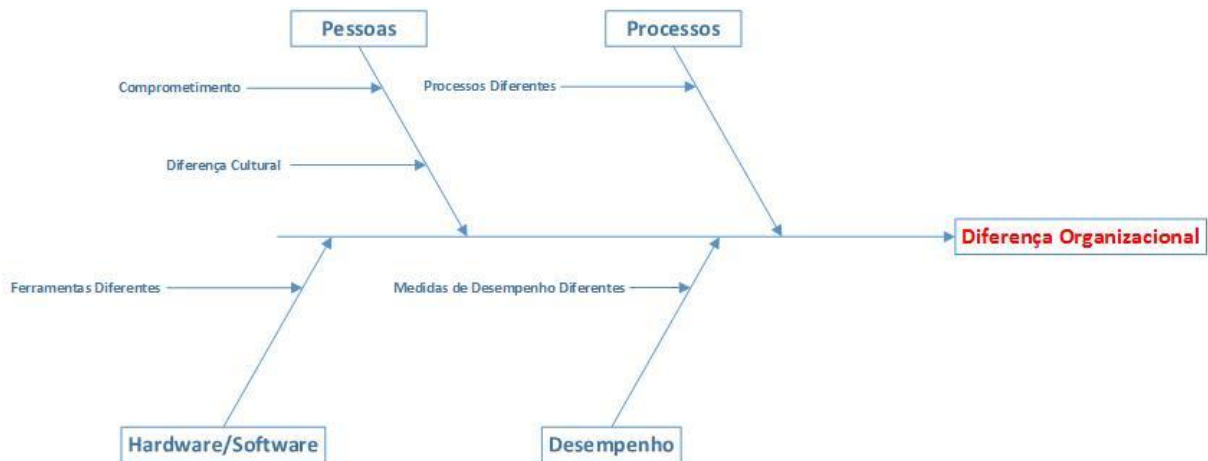 Pessoas
Processos
Comprometimento
Processos Diferentes
Diferença Cultural
Diferença Organizacional
Ferramentas Diferentes
Medidas de Desempenho Diferentes
Hardware/Software
Desempenho